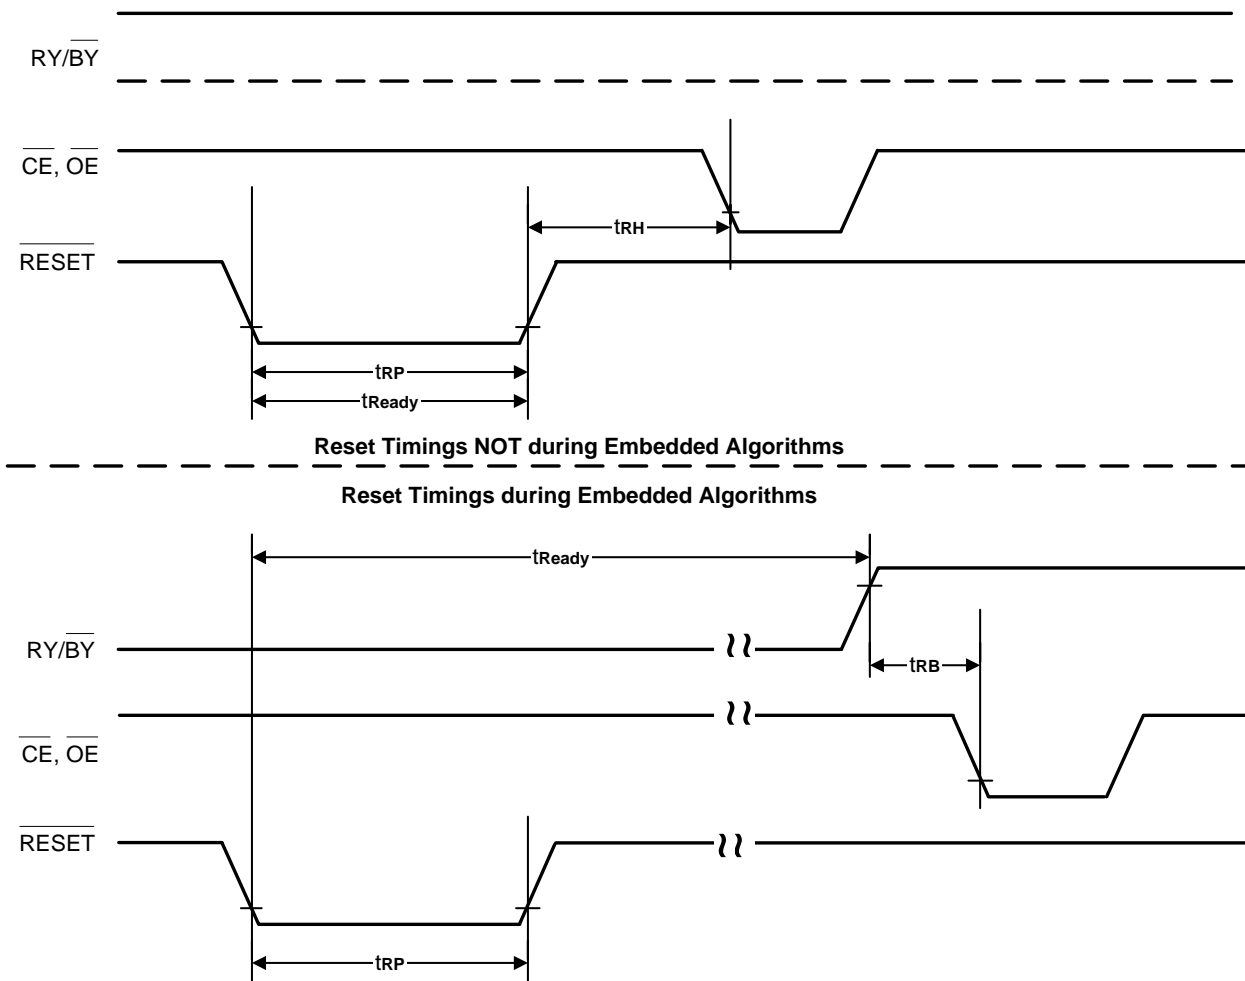 RY/BY
CE, OE
tRH
RESET
tRP
tReady
Reset Timings NOT during Embedded Algorithms
Reset Timings during Embedded Algorithms
tReady
RY/BY
tRB
CE, OE
RESET
tRP